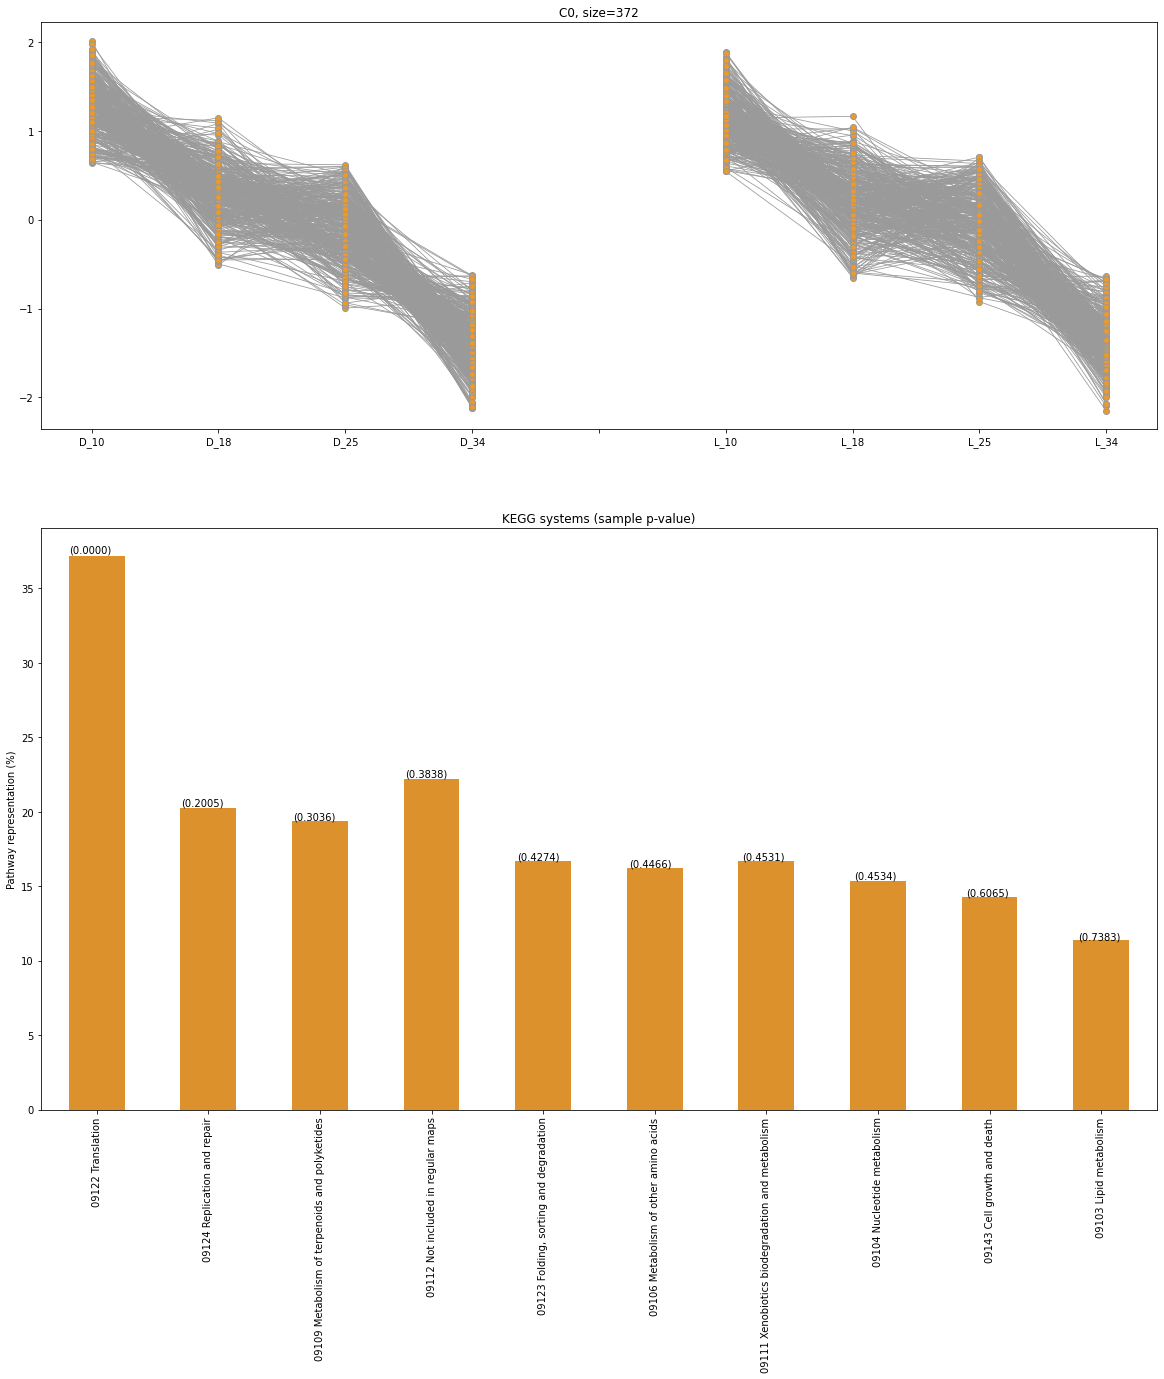 C0, size=372
2
1
0
−1
−2
D_10 D_18 D_25 D_34 L_10 L_18 L_25 L_34
KEGG systems (sample p-value)
Pathway representation (%)
35
30
25
20
15
10
5
0
(0.0000)
(0.2005)
(0.3036)
(0.3838)
(0.4274)
(0.4466)
(0.4531)
(0.4534)
(0.6065)
(0.7383)
09122 Translation
09124 Replication and repair
09109 Metabolism of terpenoids and polyketides
09112 Not included in regular maps
09123 Folding, sorting and degradation
09106 Metabolism of other amino acids
09111 Xenobiotics biodegradation and metabolism
09104 Nucleotide metabolism
09143 Cell growth and death
09103 Lipid metabolism